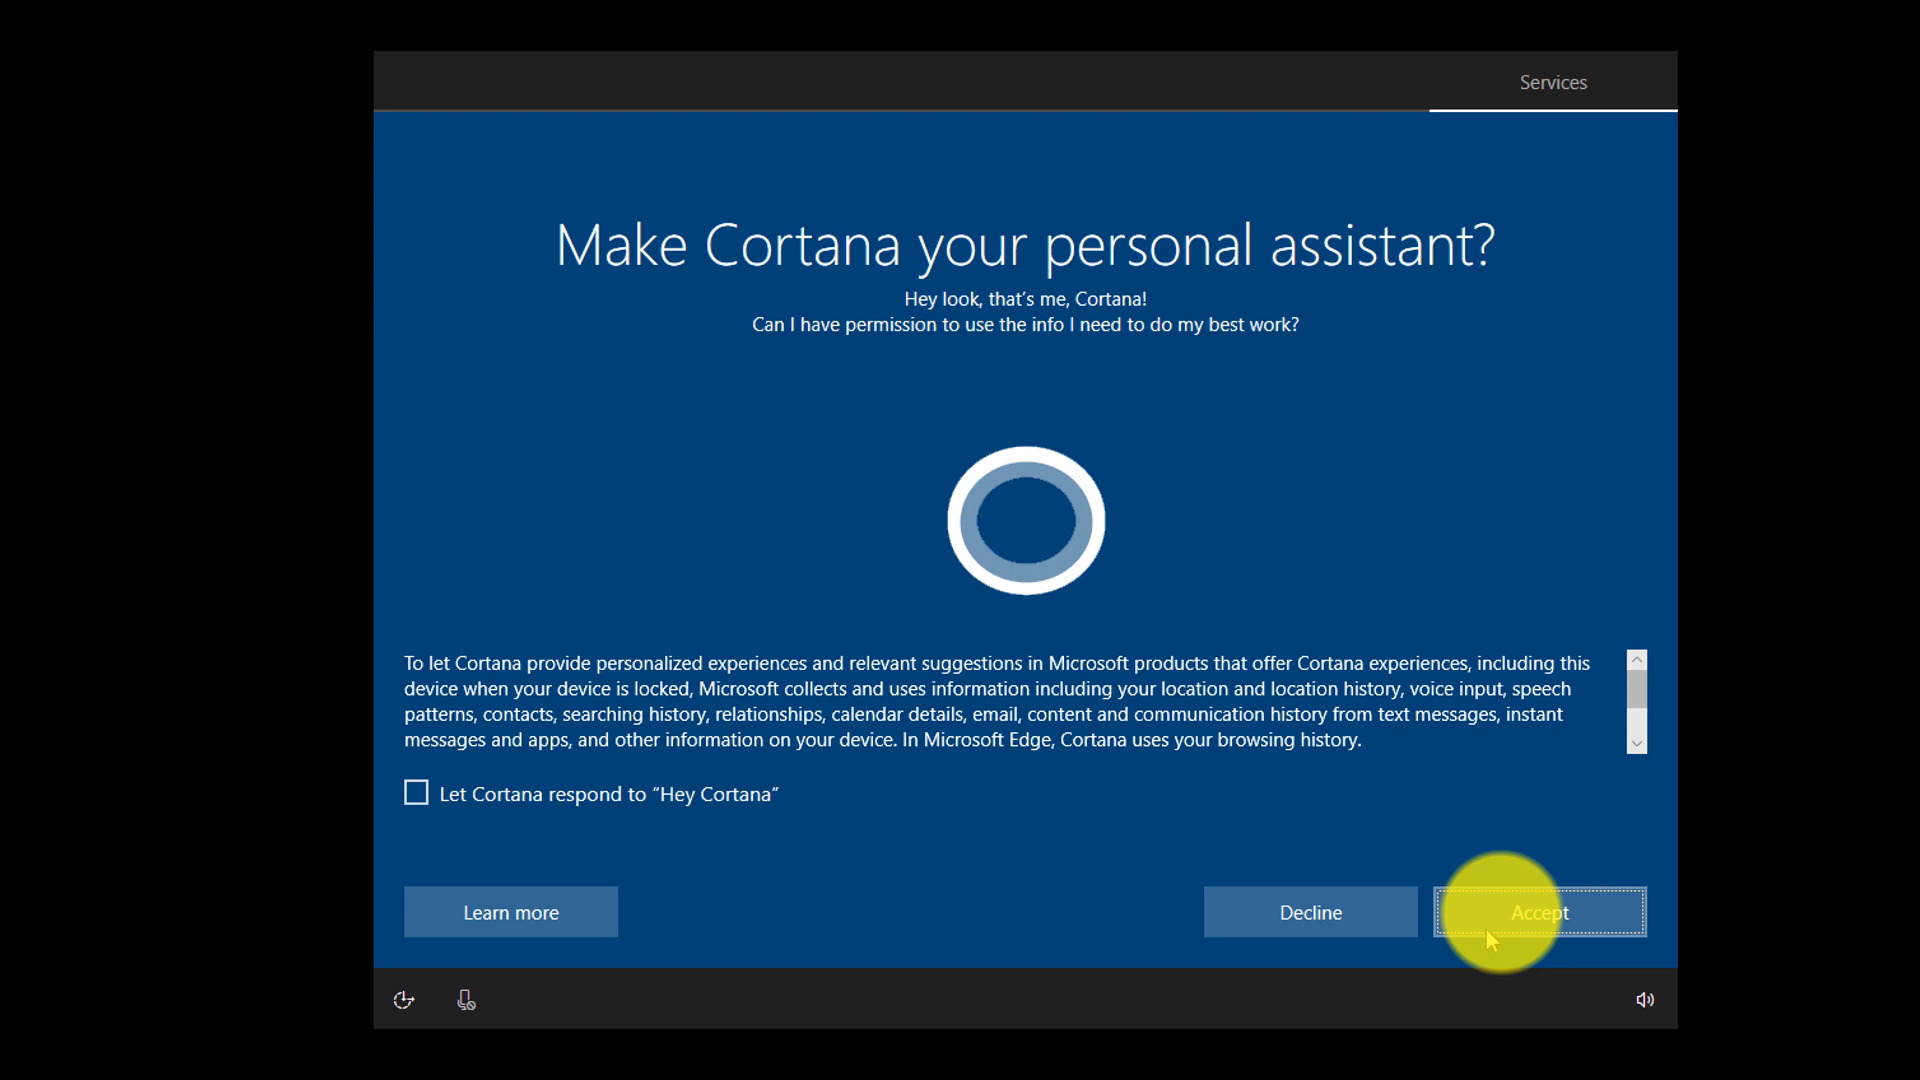 Services
Make Cortana your personal assistant?
Hey look, that's me, Cortana!
Can I have permission to use the info I need to do my best work?
To let Cortana provide personalized experiences and relevant suggestions in Microsoft products that offer Cortana experiences, including this
device when your device is locked, Microsoft collects and uses information including your location and location history, voice input, speech
patterns, contacts, searching history, relationships, calendar details, email, content and communication history from text messages, instant
messages and apps, and other information on your device. In Microsoft Edge, Cortana uses your browsing history.
Let Cortana respond to “Hey Cortana”
Learn more
Decline
Accept